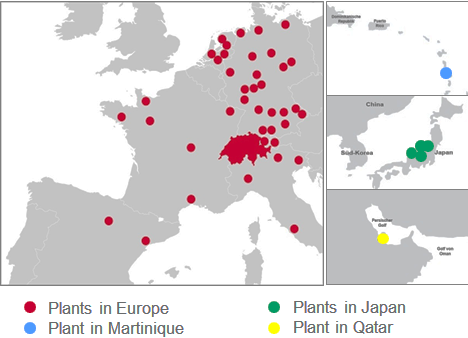 Dominikanische
Republik
Puerto
Rico
China
Süd-Korea
Japan
Persischer
Golf
Golf von
Oman
Plants in Europe
Plants in Japan
Plant in Martinique
Plant in Qatar